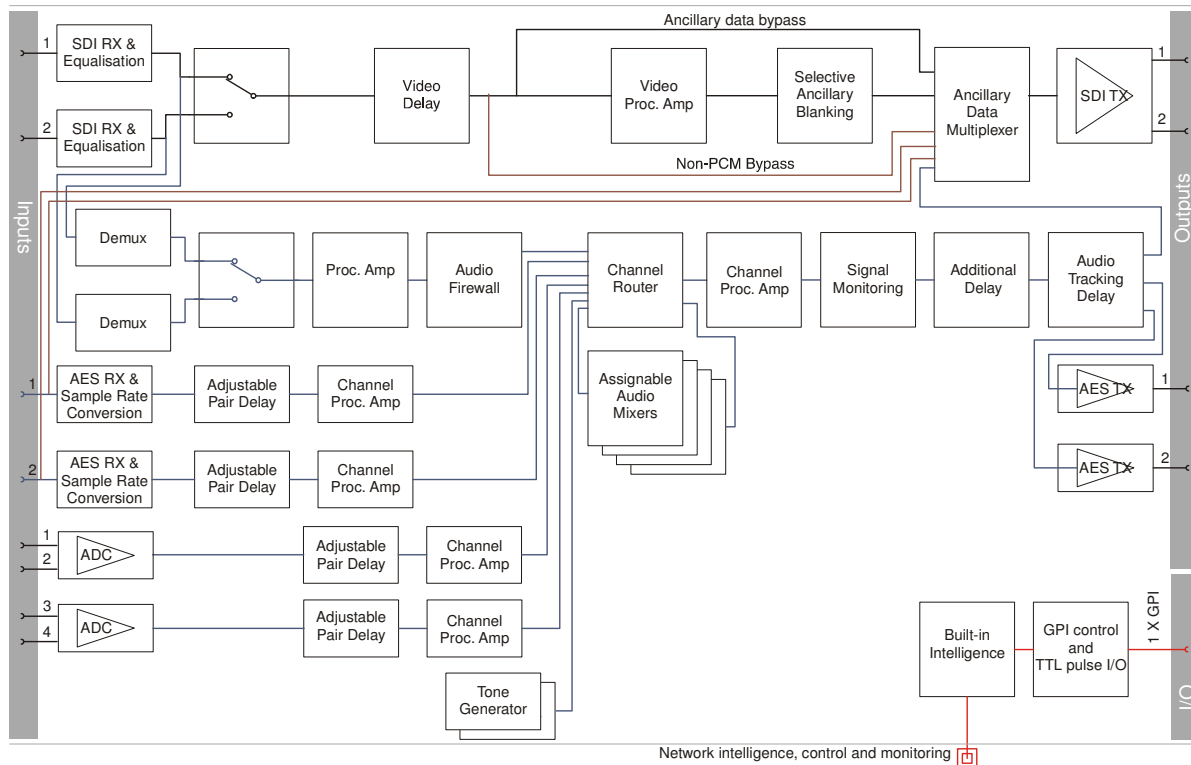 Ancillary data bypass
1
SDI RX &
Equalisation
Video
Delay
Video
Proc. Amp
Selective
Ancillary
Blanking
Ancillary
Data
Multiplexer
SDI TX
1
2
2
SDI RX &
Equalisation
Non-PCM Bypass
Inputs
Outputs
Demux
Demux
Proc. Amp
Audio
Firewall
Channel
Router
Channel
Proc. Amp
Signal
Monitoring
Additional
Delay
Audio
Tracking
Delay
1
AES RX &
Sample Rate
Conversion
Adjustable
Pair Delay
Channel
Proc. Amp
Assignable
Audio
Mixers
AES TX
1
2
AES RX &
Sample Rate
Conversion
Adjustable
Pair Delay
Channel
Proc. Amp
AES TX
2
1
2
ADC
Adjustable
Pair Delay
Channel
Proc. Amp
3
4
ADC
Adjustable
Pair Delay
Channel
Proc. Amp
Tone
Generator
Built-in
Intelligence
GPI control
and
TTL pulse I/O
1 X GPI
I/O
Network intelligence, control and monitoring